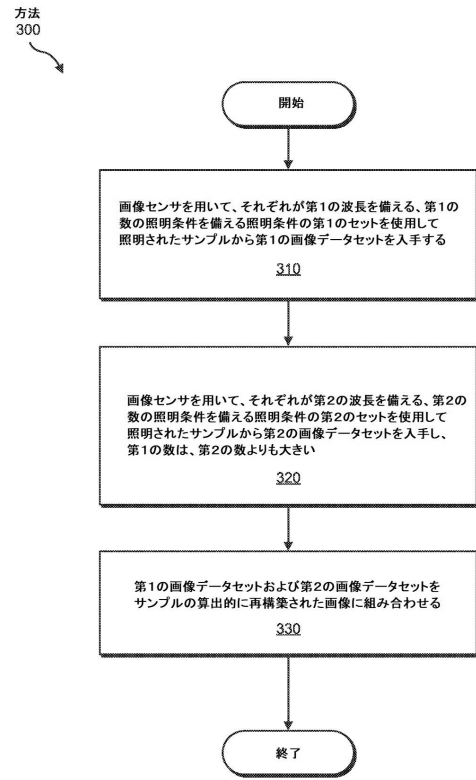 方法
300
開始
画像センサを用いて、それぞれが第1の波長を備える、第1の
数の照明条件を備える照明条件の第1のセットを使用して
照明されたサンプルから第1の画像データセットを入手する
310
画像センサを用いて、それぞれが第2の波長を備える、第2の
数の照明条件を備える照明条件の第2のセットを使用して
照明されたサンプルから第2の画像データセットを入手し、
第1の数は、第2の数よりも大きい
320
第1の画像データセットおよび第2の画像データセットを
サンプルの算出的に再構築された画像に組み合わせる
330
終了